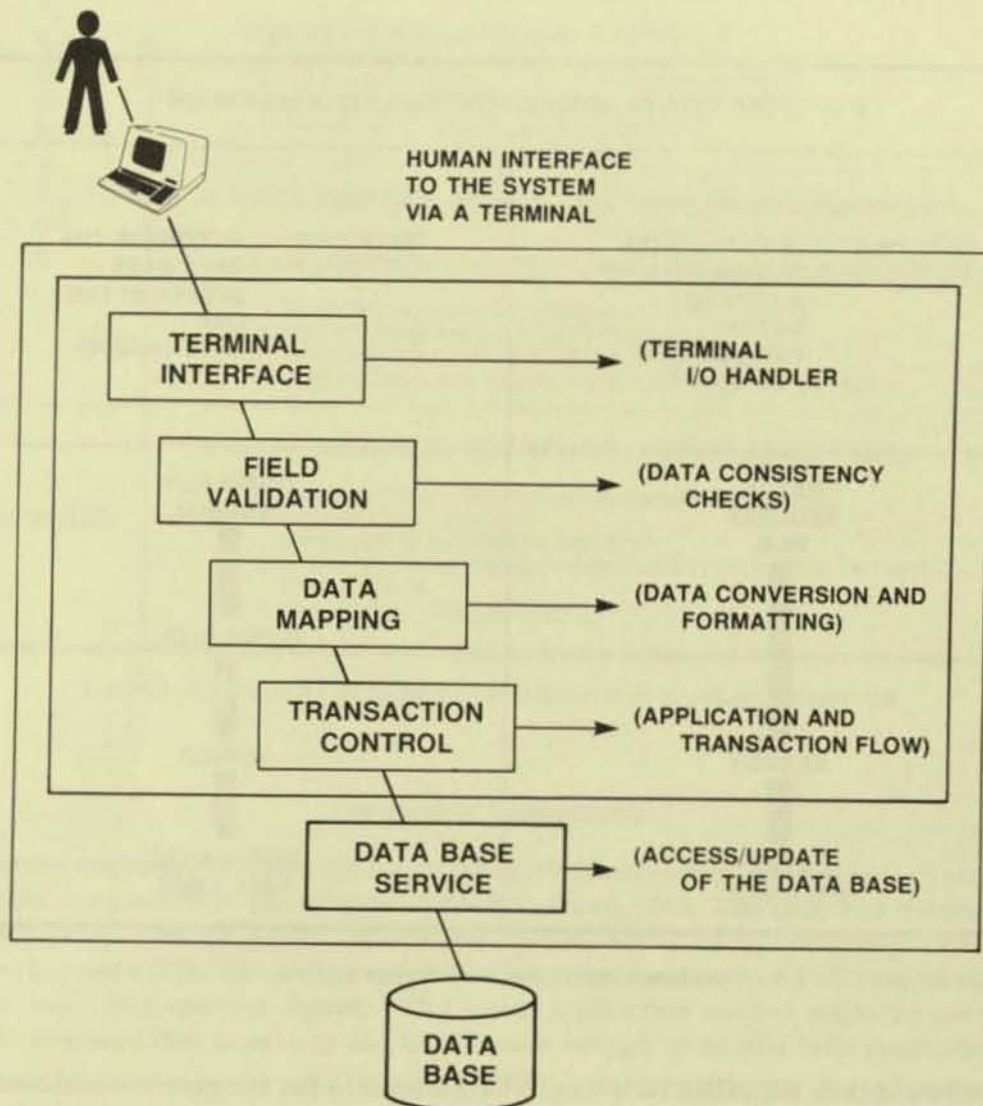 HUMAN INTERFACE
TO THE SYSTEM
VIA A TERMINAL
TERMINAL
INTERFACE
(TERMINAL
I/O HANDLER
FIELD
VALIDATION
(DATA CONSISTENCY
CHECKS)
DATA
MAPPING
(DATA CONVERSION AND
FORMATTING)
TRANSACTION
CONTROL
(APPLICATION AND
TRANSACTION FLOW)
DATA BASE
SERVICE
(ACCESS/UPDATE
OF THE DATA BASE)
DATA
BASE